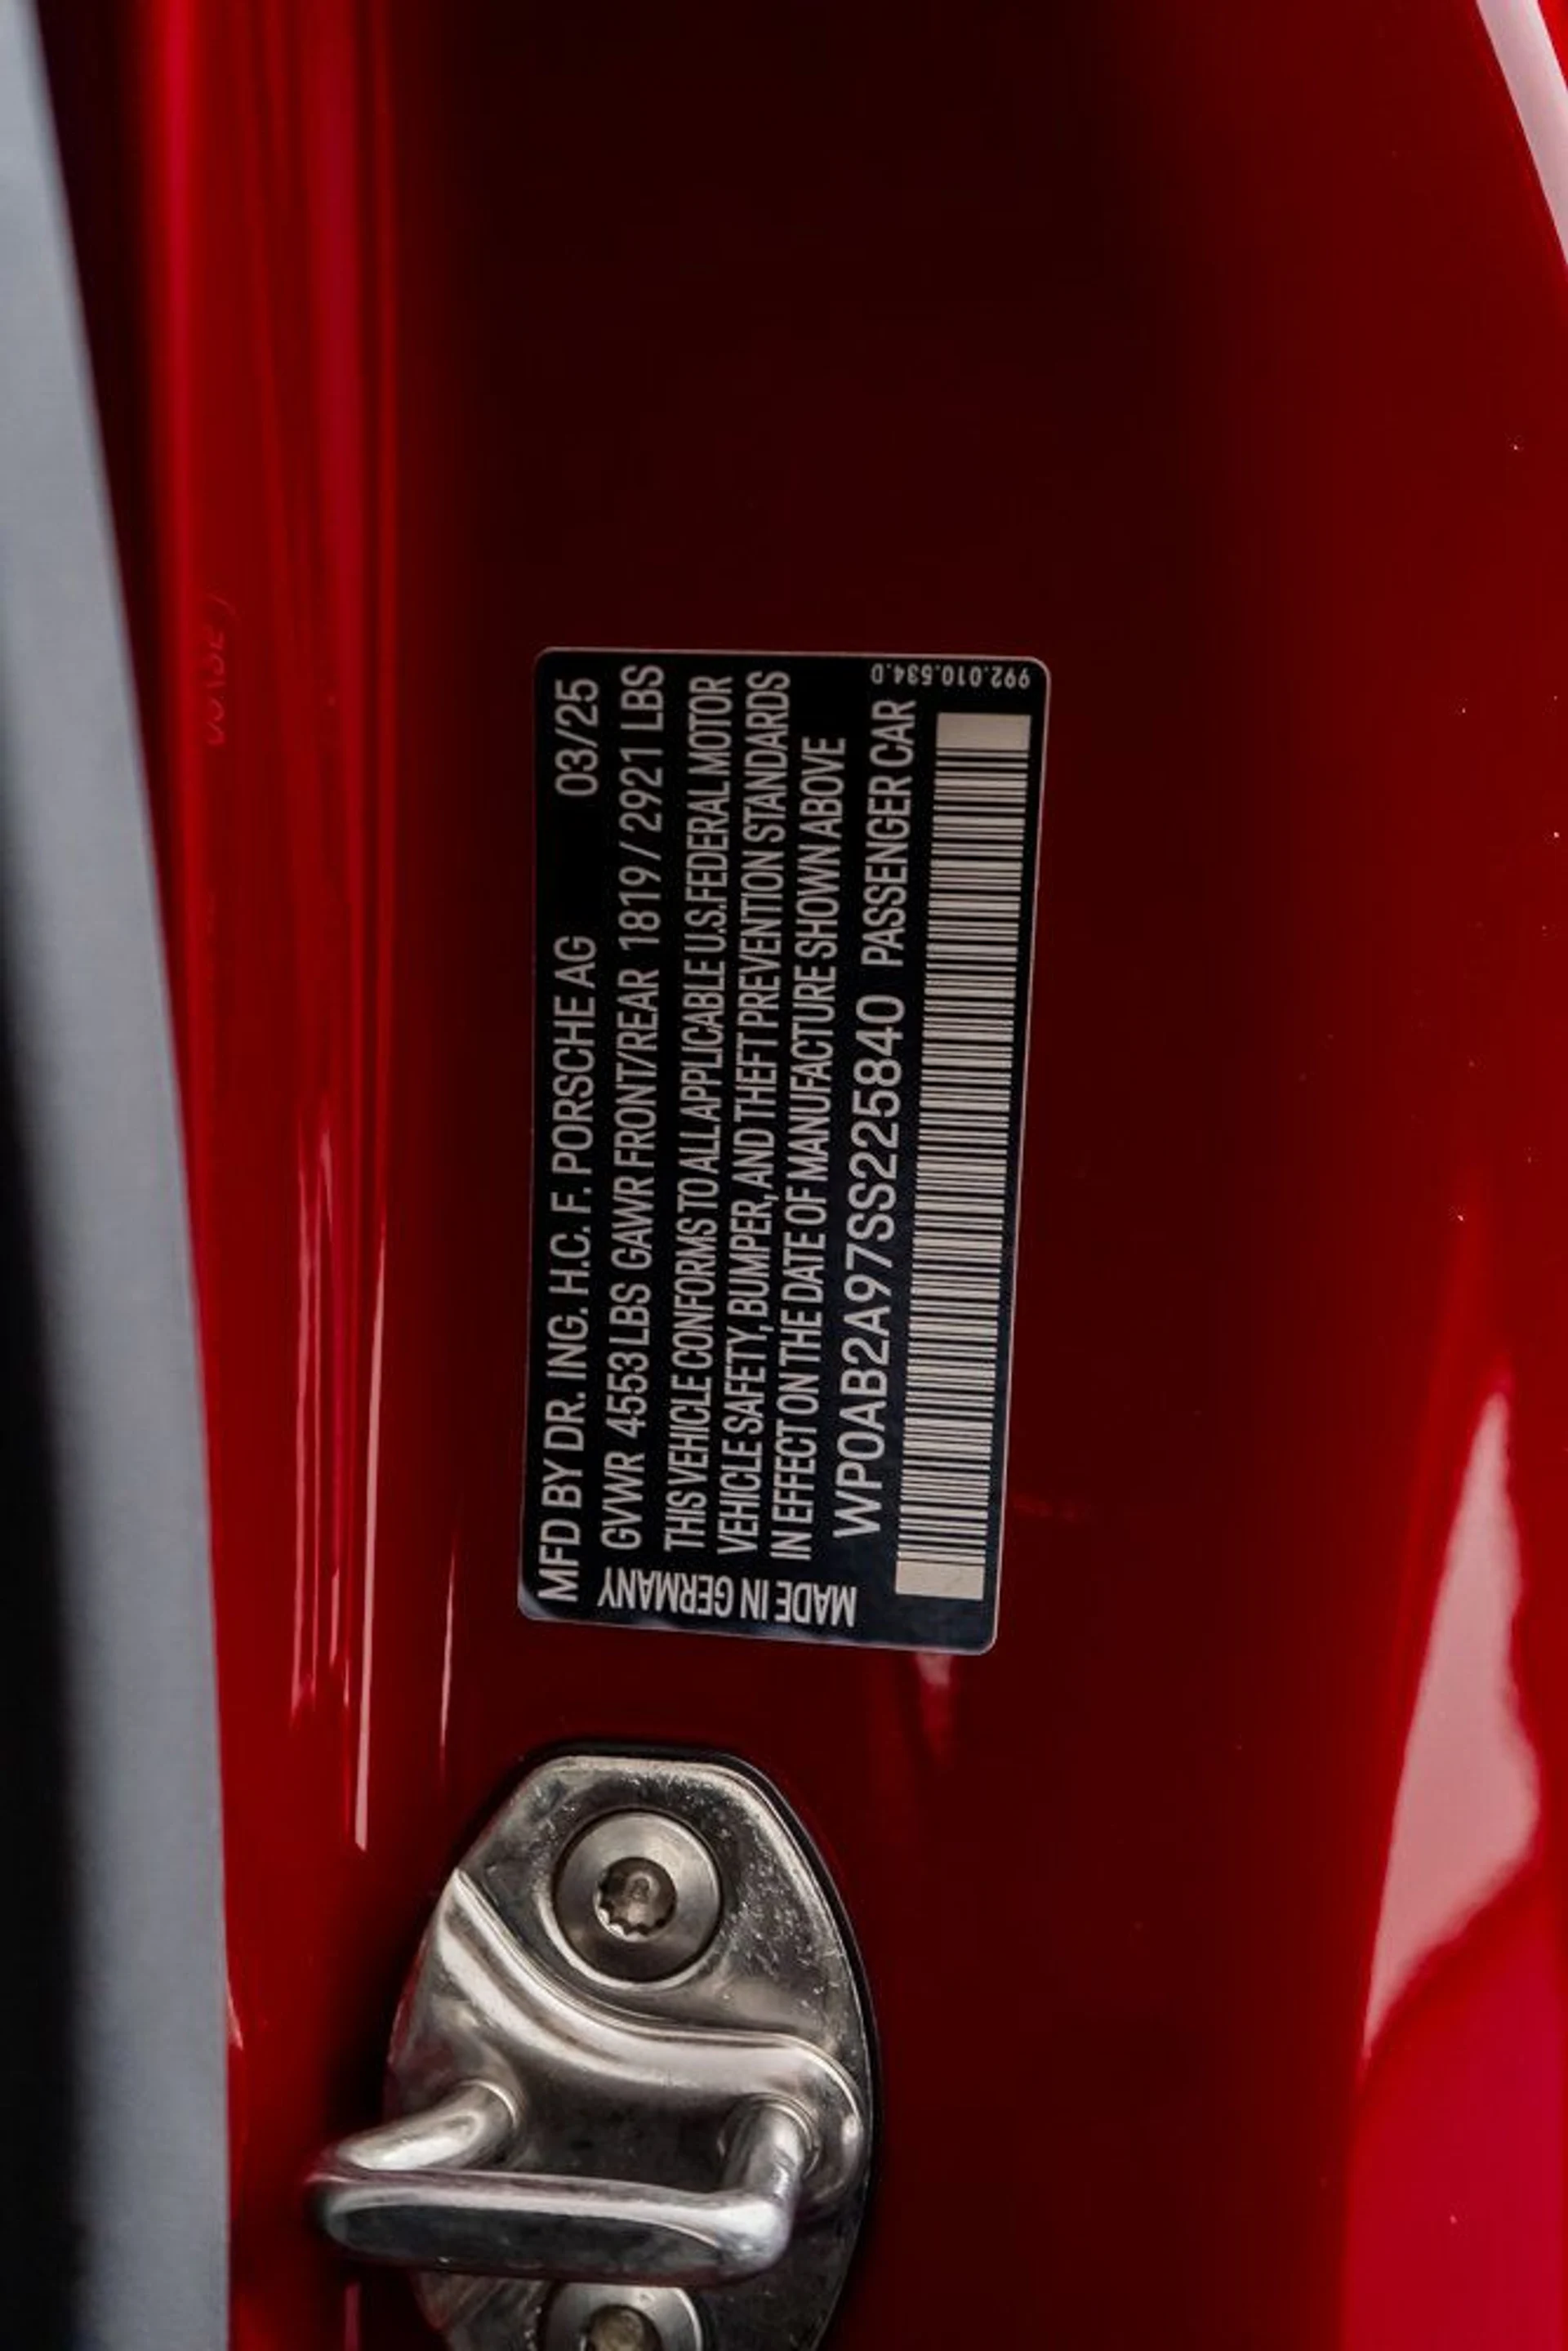 MFD BY DR. ING. H.C. F. PORSCHE AG 03/25
GVWR 4553 LBS GAWR FRONT/REAR 1819 / 2921 LBS
THIS VEHICLE CONFORMS TO ALL APPLICABLE U.S. FEDERAL MOTOR
VEHICLE SAFETY, BUMPER, AND THEFT PREVENTION STANDARDS
IN EFFECT ON THE DATE OF MANUFACTURE SHOWN ABOVE
WP0AB2A97SS225840 PASSENGER CAR
MADE IN GERMANY
992.010.534.D